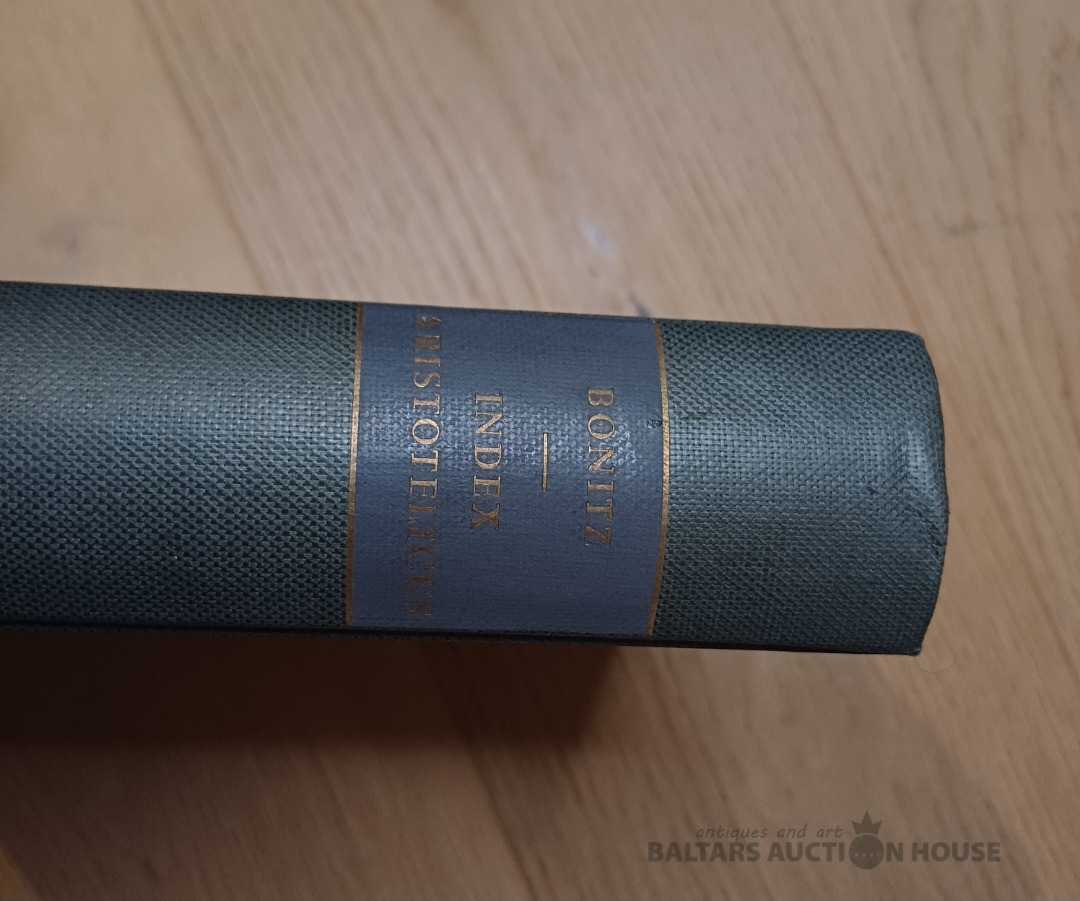 BONITZ
INDEX
ARISTOTELICUS
antiques and art
BALTARS AUCTION HOUSE